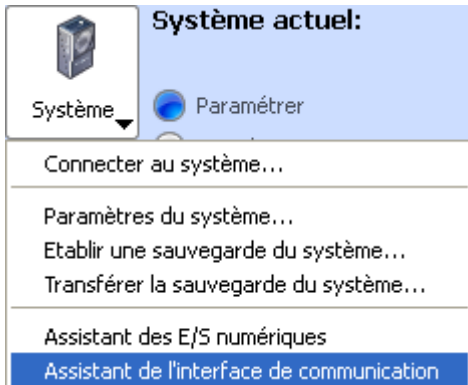 Système actuel:
Système
Paramétrer
Connecter au système...
Paramètres du système...
Etablir une sauvegarde du système...
Transférer la sauvegarde du système...
Assistant des E/S numériques
Assistant de l'interface de communication